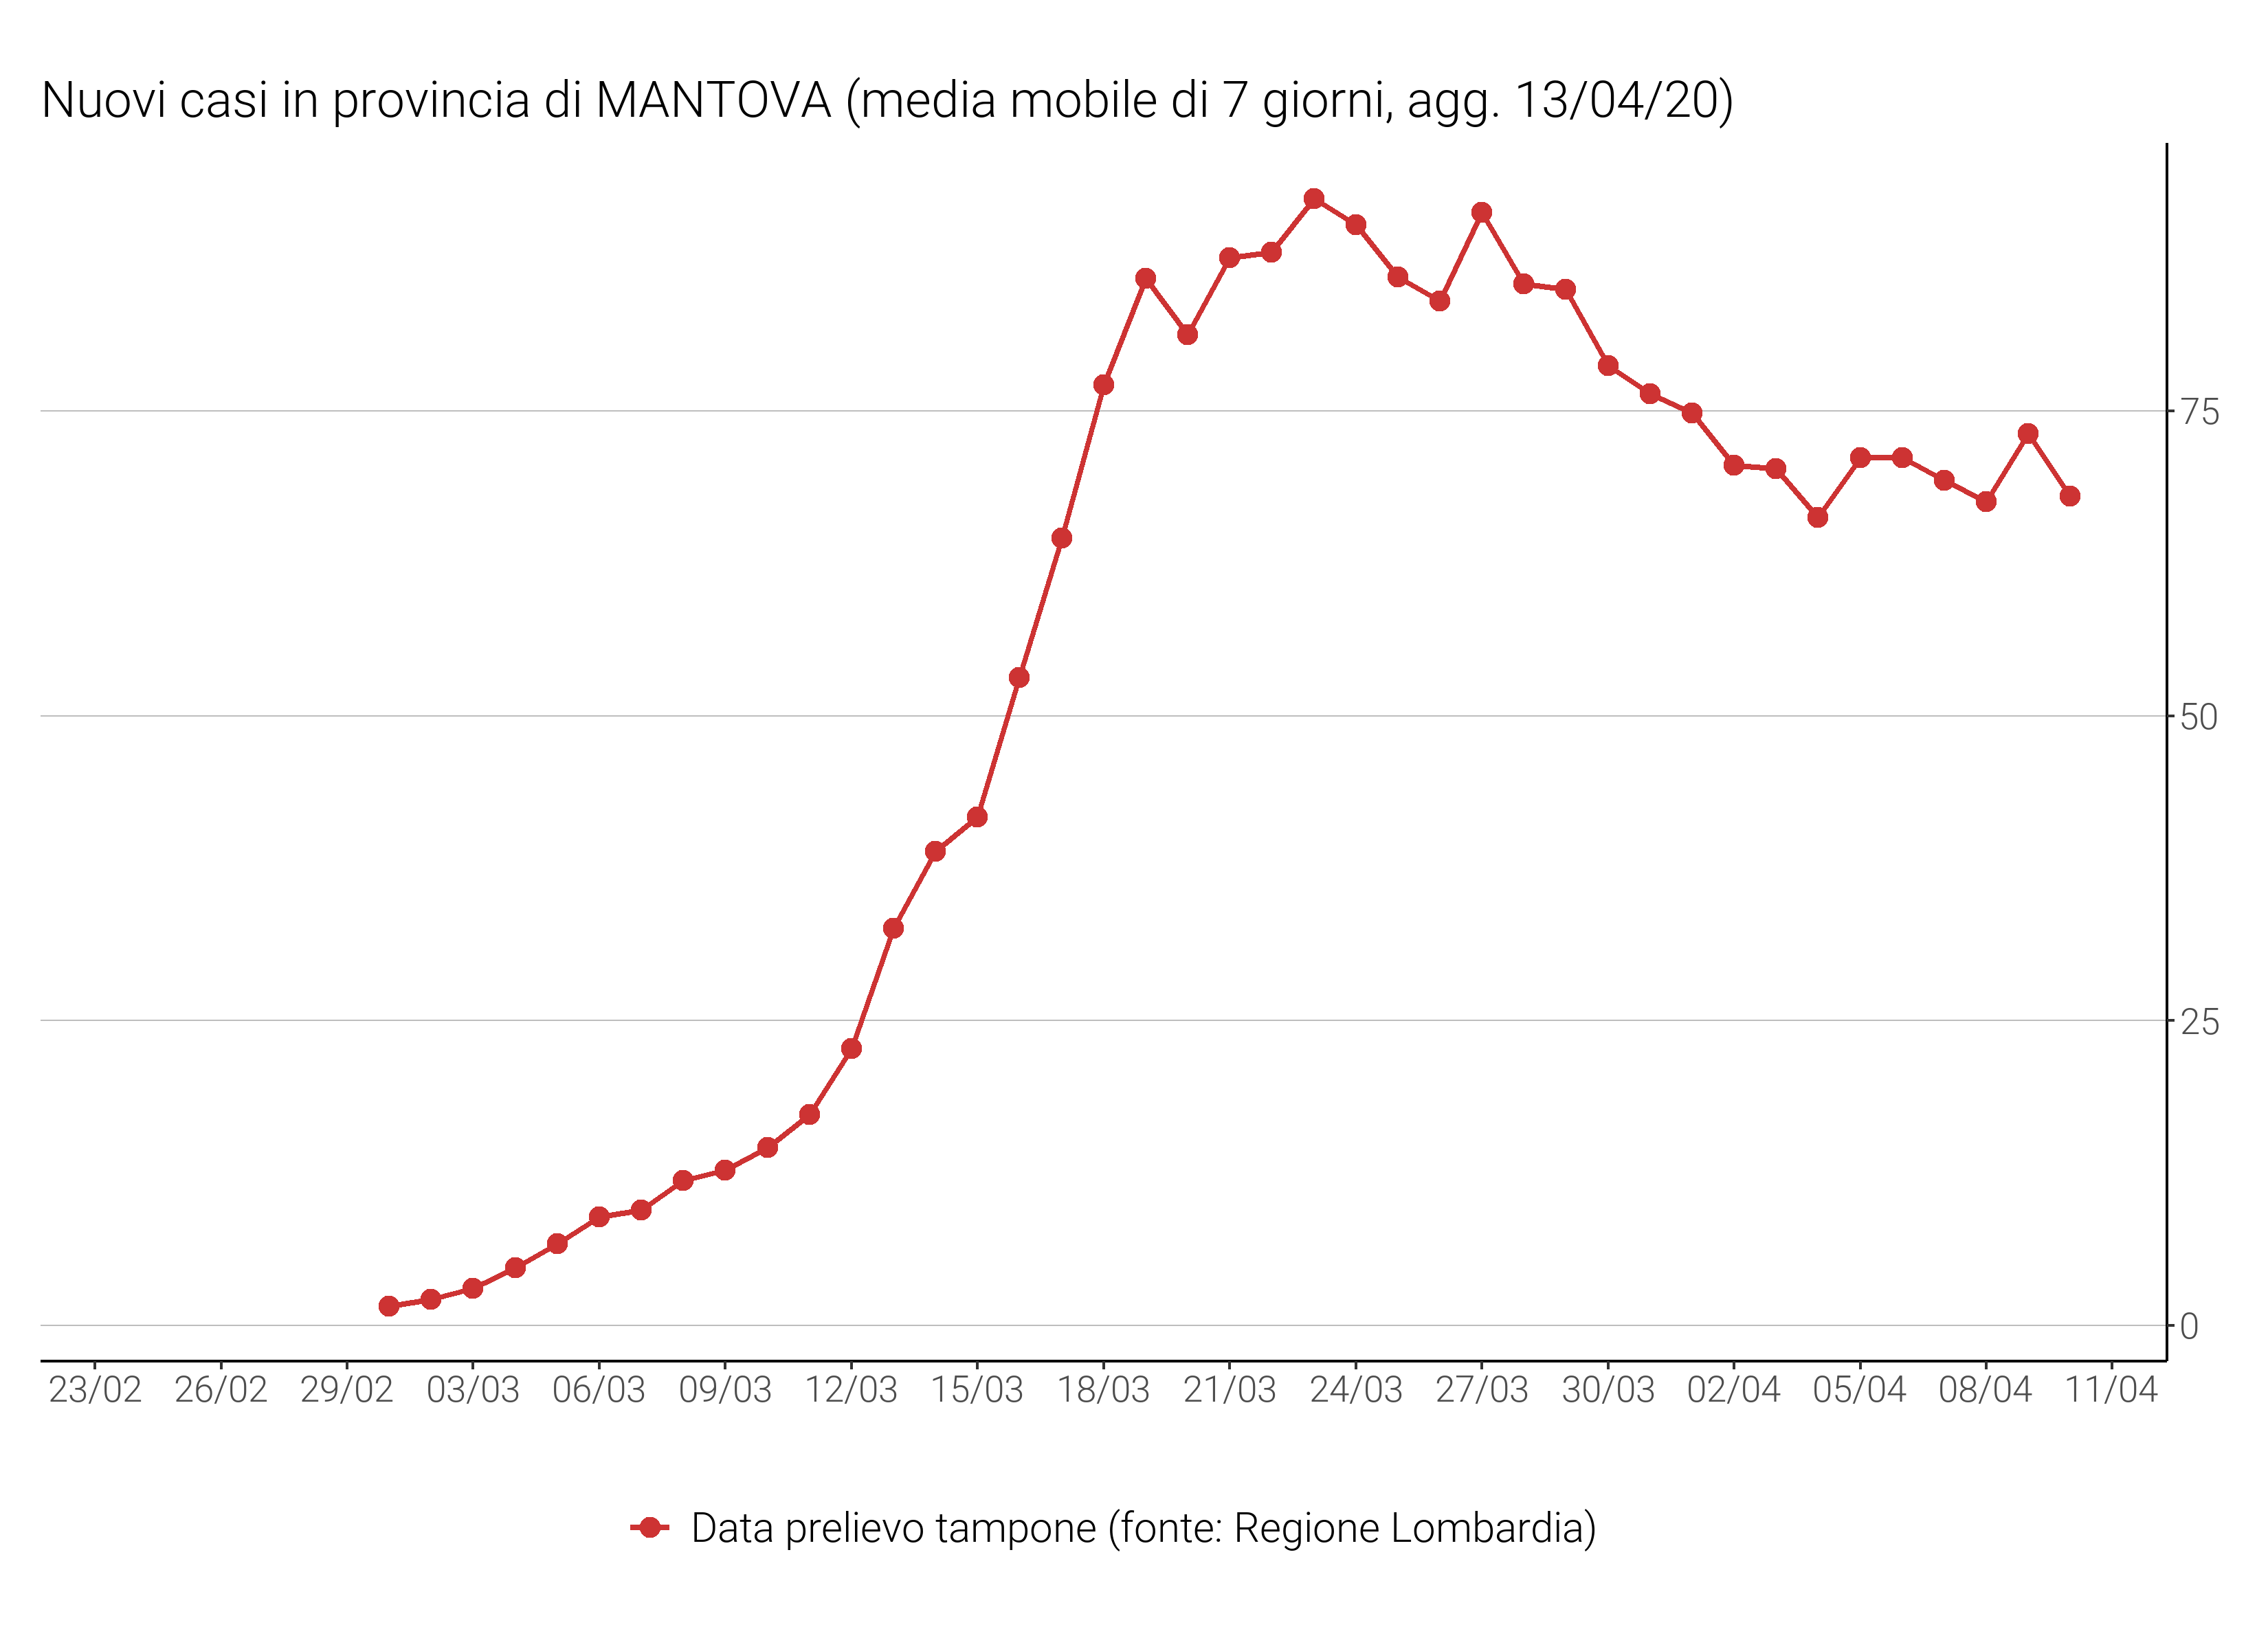 Nuovi casi in provincia di MANTOVA (media mobile di 7 giorni, agg. 13/04/20)
75
50
25
0
23/02 26/02 29/02 03/03 06/03 09/03 12/03 15/03 18/03 21/03 24/03 27/03 30/03 02/04 05/04 08/04 11/04
Data prelievo tampone (fonte: Regione Lombardia)